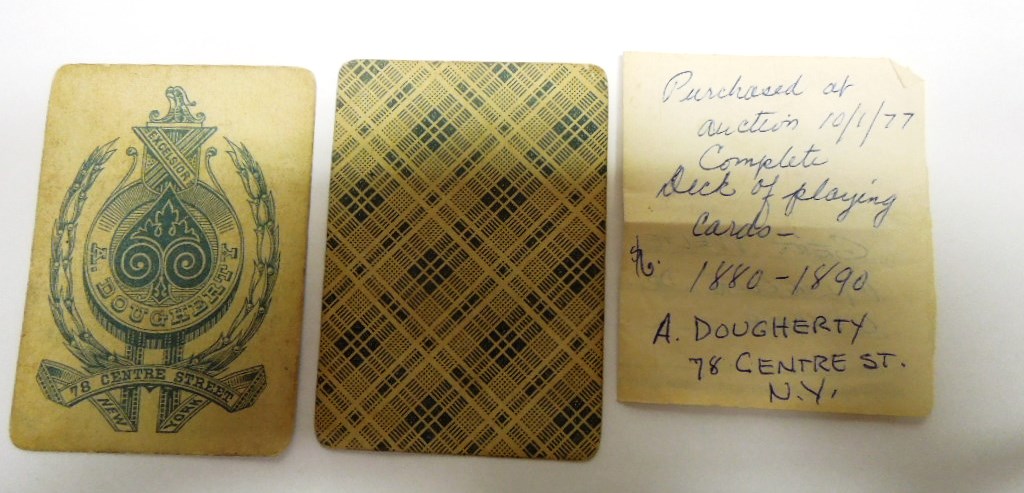 EXCELSIOR
A. DOUGHERTY
78 CENTRE STREET
NEW YORK
Purchased at
auction 10/1/77
Complete
Deck of playing
cards -
1880-1890
A. DOUGHERTY
78 CENTRE ST.
N.Y.